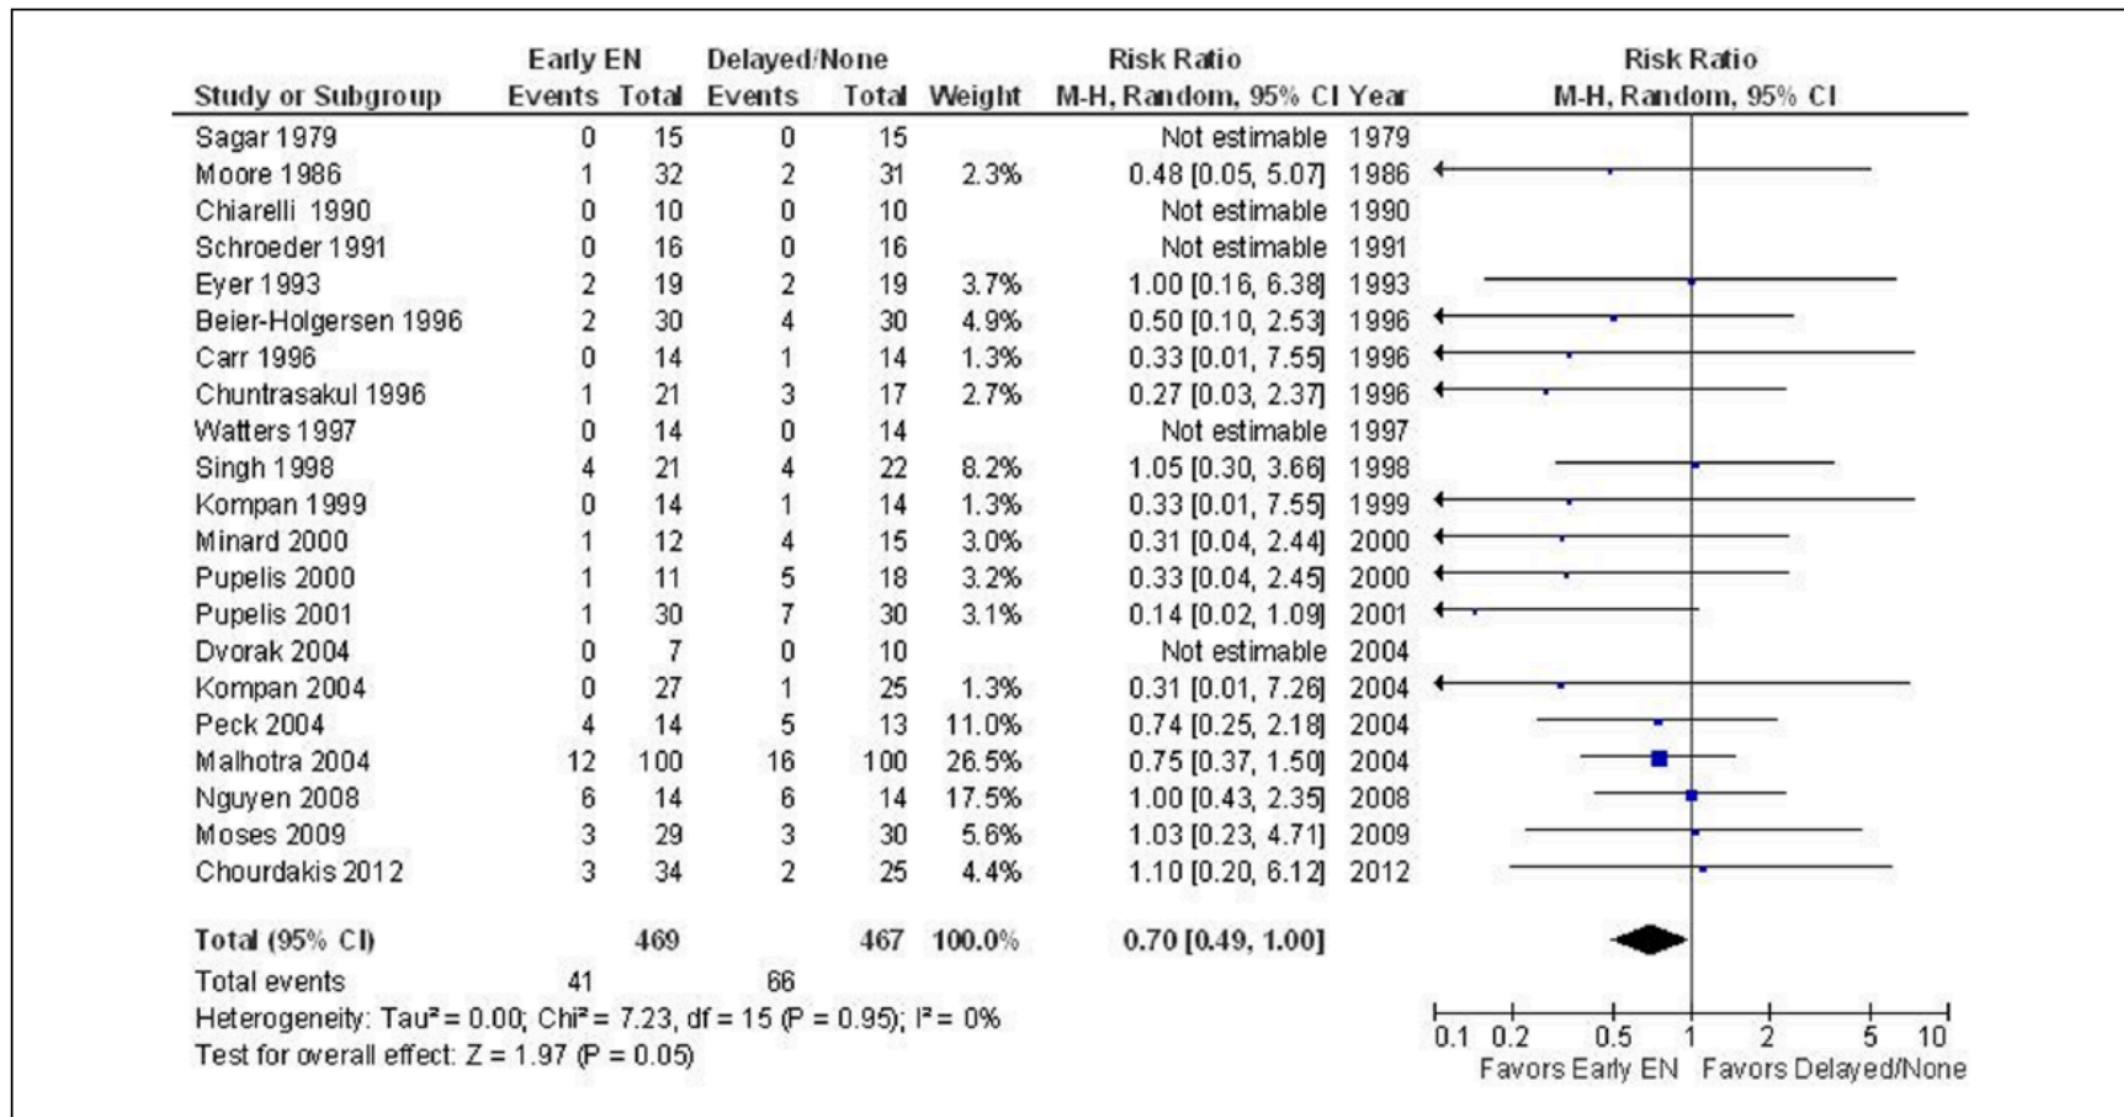 Early EN Delayed/None Risk Ratio Risk Ratio
Study or Subgroup Events Total Events Total Weight M-H, Random, 95% CI Year M-H, Random, 95% CI
Sagar 1979 0 15 0 15 Not estimable 1979
Moore 1986 1 32 2 31 2.3% 0.48 [0.05, 5.07] 1986
Chiarelli 1990 0 10 0 10 Not estimable 1990
Schroeder 1991 0 16 0 16 Not estimable 1991
Eyer 1993 2 19 2 19 3.7% 1.00 [0.16, 6.38] 1993
Beier-Holgersen 1996 2 30 4 30 4.9% 0.50 [0.10, 2.53] 1996
Carr 1996 0 14 1 14 1.3% 0.33 [0.01, 7.55] 1996
Chuntrasakul 1996 1 21 3 17 2.7% 0.27 [0.03, 2.37] 1996
Watters 1997 0 14 0 14 Not estimable 1997
Singh 1998 4 21 4 22 8.2% 1.05 [0.30, 3.66] 1998
Kompan 1999 0 14 1 14 1.3% 0.33 [0.01, 7.55] 1999
Minard 2000 1 12 4 15 3.0% 0.31 [0.04, 2.44] 2000
Pupelis 2000 1 11 5 18 3.2% 0.33 [0.04, 2.45] 2000
Pupelis 2001 1 30 7 30 3.1% 0.14 [0.02, 1.09] 2001
Dvorak 2004 0 7 0 10 Not estimable 2004
Kompan 2004 0 27 1 25 1.3% 0.31 [0.01, 7.26] 2004
Peck 2004 4 14 5 13 11.0% 0.74 [0.25, 2.18] 2004
Malhotra 2004 12 100 16 100 26.5% 0.75 [0.37, 1.50] 2004
Nguyen 2008 6 14 6 14 17.5% 1.00 [0.43, 2.35] 2008
Moses 2009 3 29 3 30 5.6% 1.03 [0.23, 4.71] 2009
Chourdakis 2012 3 34 2 25 4.4% 1.10 [0.20, 6.12] 2012
Total (95% CI) 469 467 100.0% 0.70 [0.49, 1.00]
Total events 41 66
Heterogeneity: Tau² = 0.00; Chi² = 7.23, df = 15 (P = 0.95); I² = 0%
Test for overall effect: Z = 1.97 (P = 0.05)
0.1 0.2 0.5 1 2 5 10
Favors Early EN Favors Delayed/None